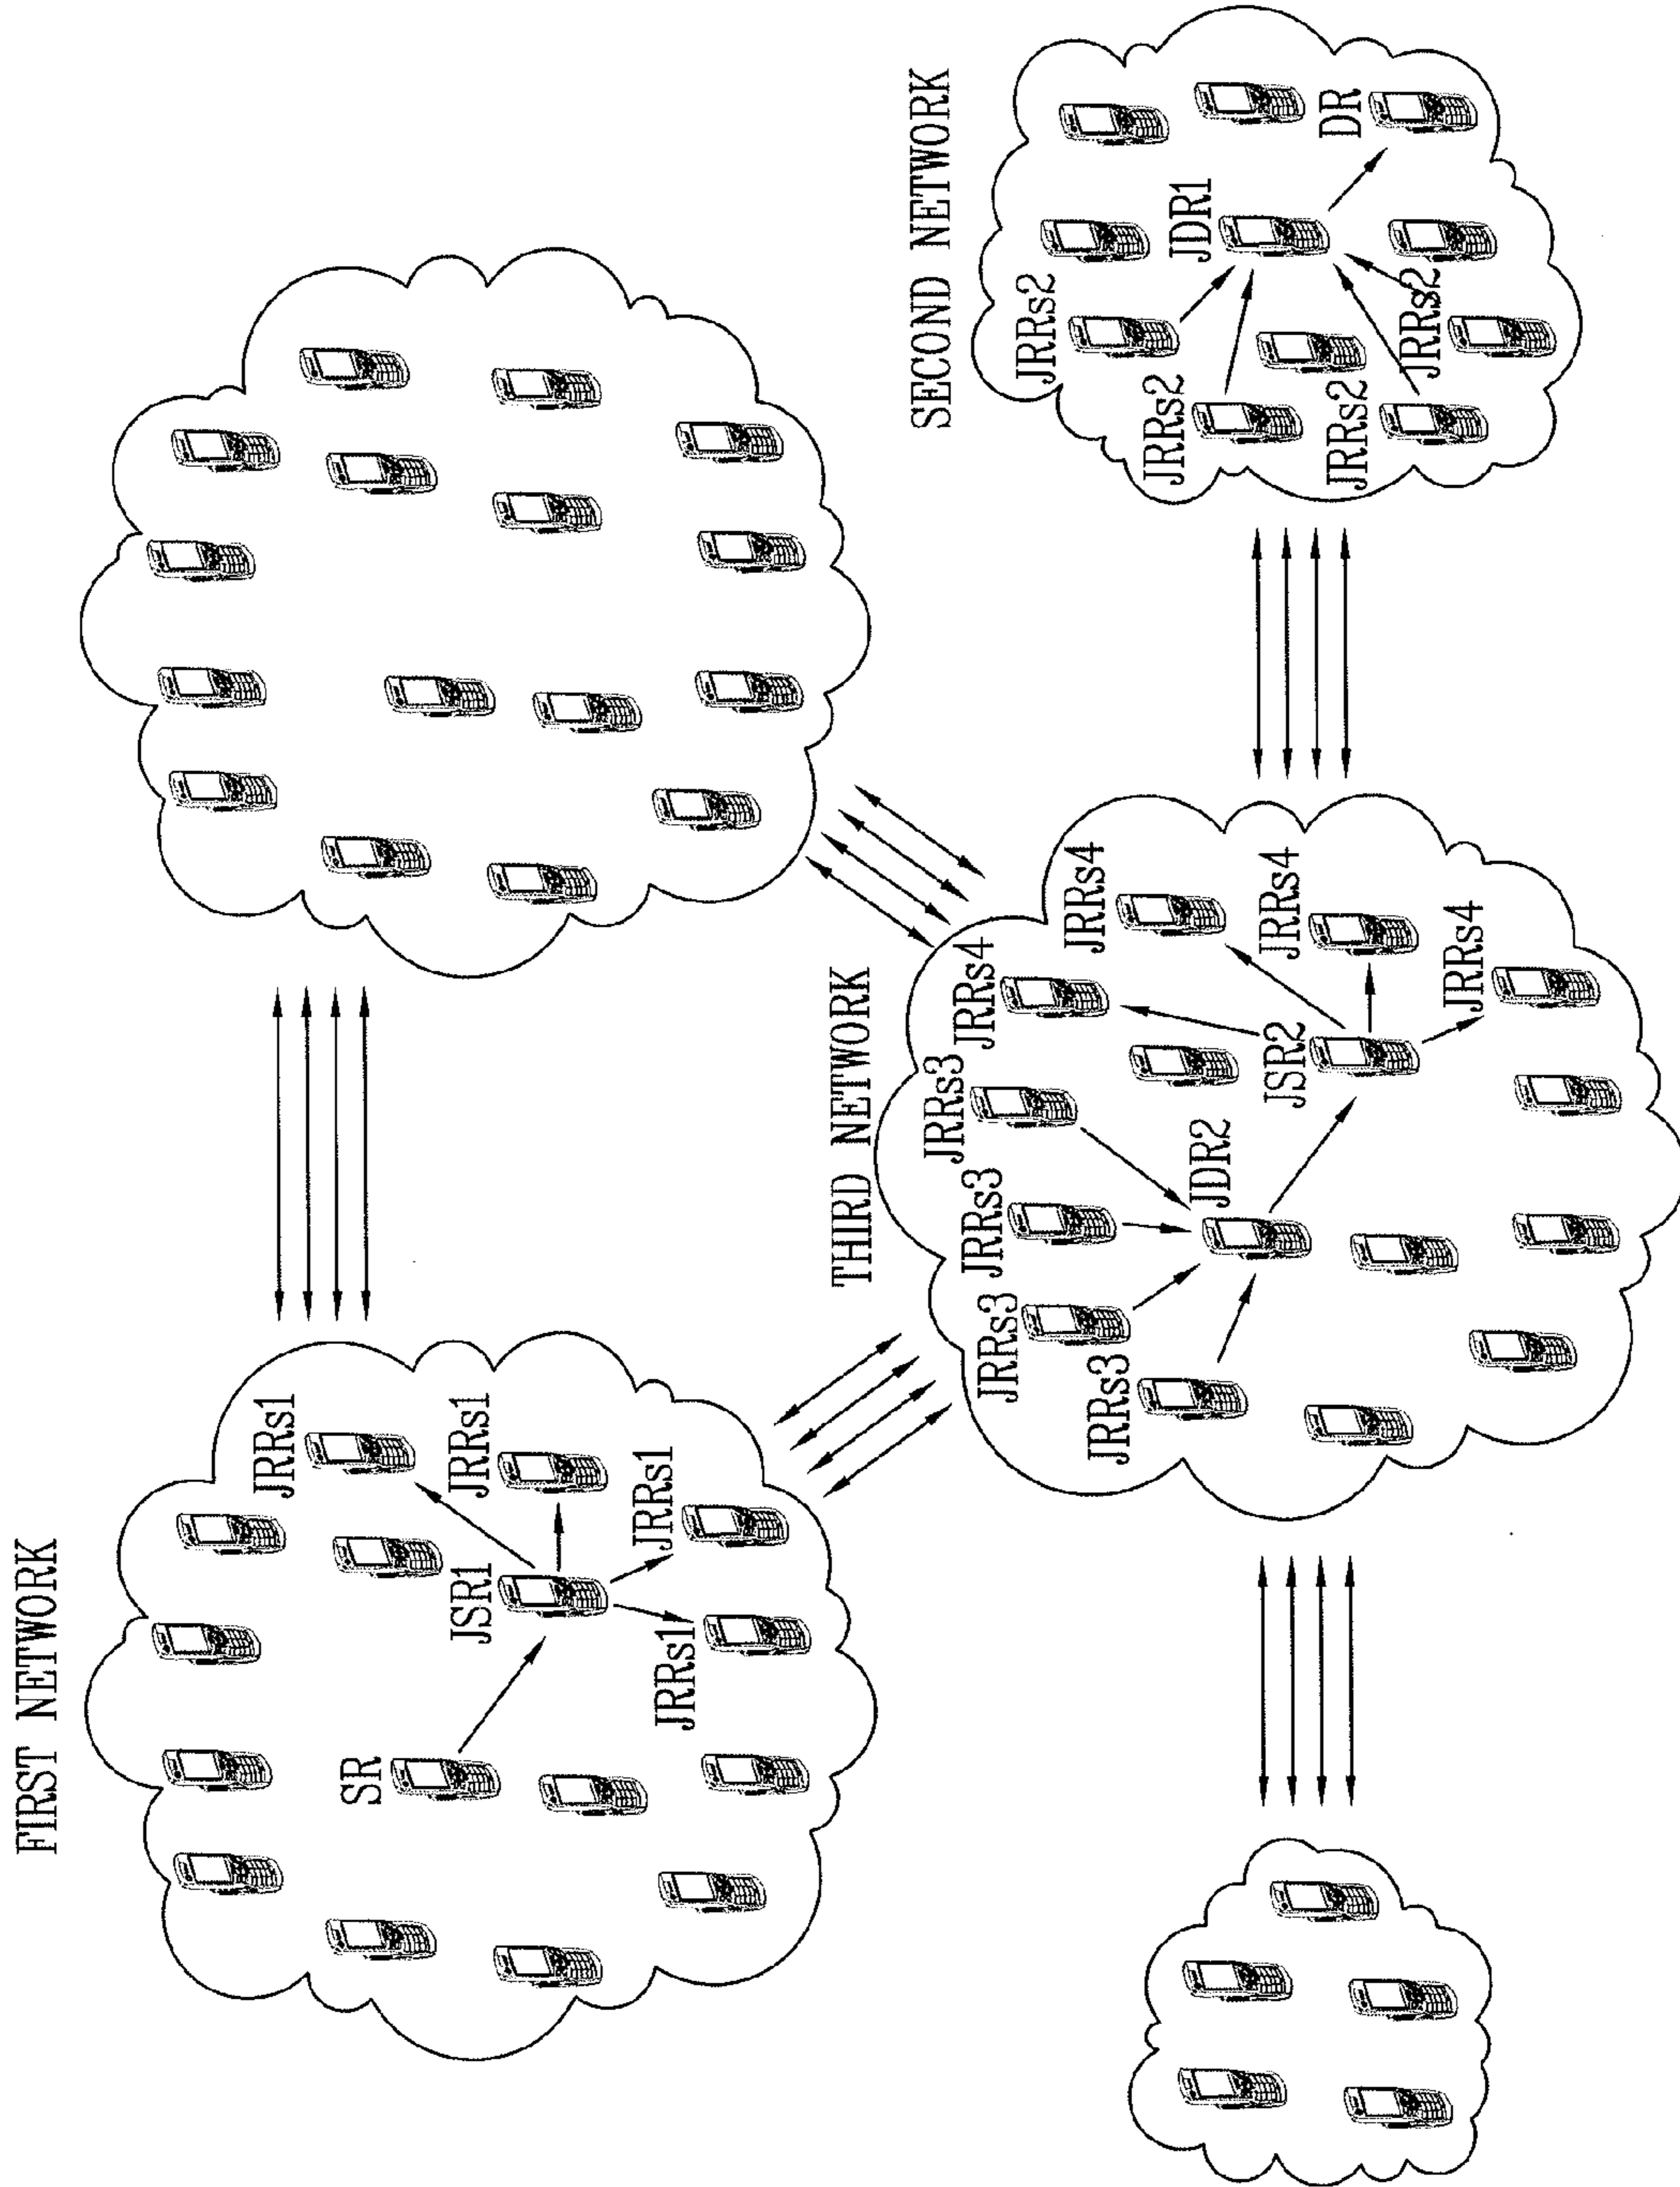 FIRST NETWORK
SR
JSR1
JRRs1
JRRs1
JRRs1
JRRs1
THIRD NETWORK
JRRs3
JRRs3
JRRs3
JRRs3
JDR2
JSR2
JRRs4
JRRs4
JRRs4
JRRs4
SECOND NETWORK
JRRs2
JRRs2
JRRs2
JRRs2
JDR1
DR